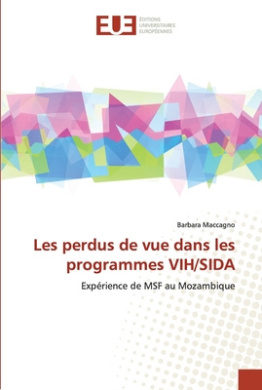 EUE
ÉDITIONS
UNIVERSITAIRES
EUROPÉENNES
Barbara Maccagno
Les perdus de vue dans les
programmes VIH/SIDA
Expérience de MSF au Mozambique